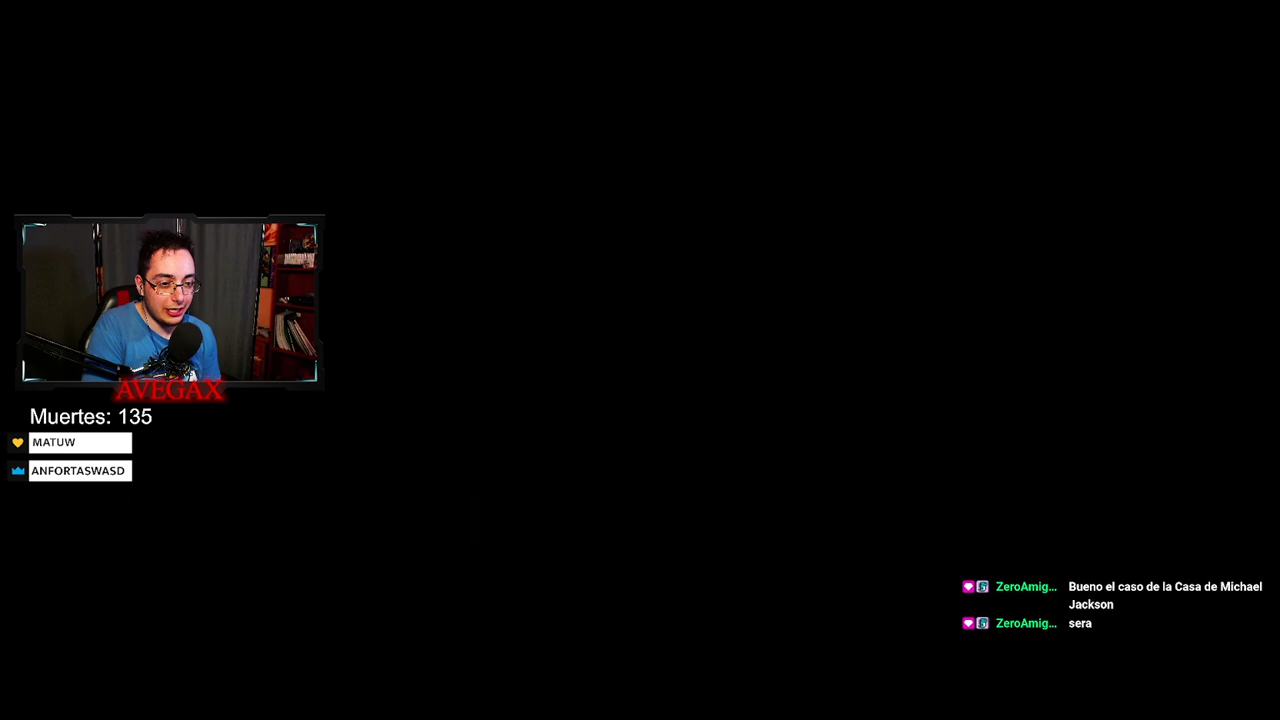 AVEGAX
Muertes: 135
MATUW
ANFORTASWASD
ZeroAmig... Bueno el caso de la Casa de Michael
Jackson
ZeroAmig... sera